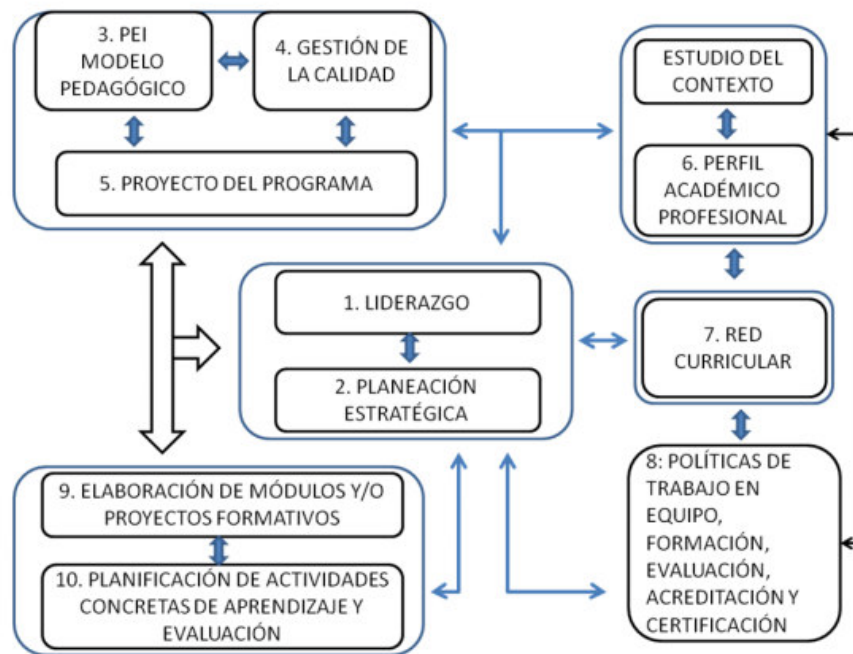 3. PEI
MODELO
PEDAGÓGICO
4. GESTIÓN DE
LA CALIDAD
5. PROYECTO DEL PROGRAMA
ESTUDIO DEL
CONTEXTO
6. PERFIL
ACADÉMICO
PROFESIONAL
1. LIDERAZGO
2. PLANEACIÓN
ESTRATÉGICA
7. RED
CURRICULAR
8: POLÍTICAS DE
TRABAJO EN
EQUIPO,
FORMACIÓN,
EVALUACIÓN,
ACREDITACIÓN Y
CERTIFICACIÓN
9. ELABORACIÓN DE MÓDULOS Y/O
PROYECTOS FORMATIVOS
10. PLANIFICACIÓN DE ACTIVIDADES
CONCRETAS DE APRENDIZAJE Y
EVALUACIÓN